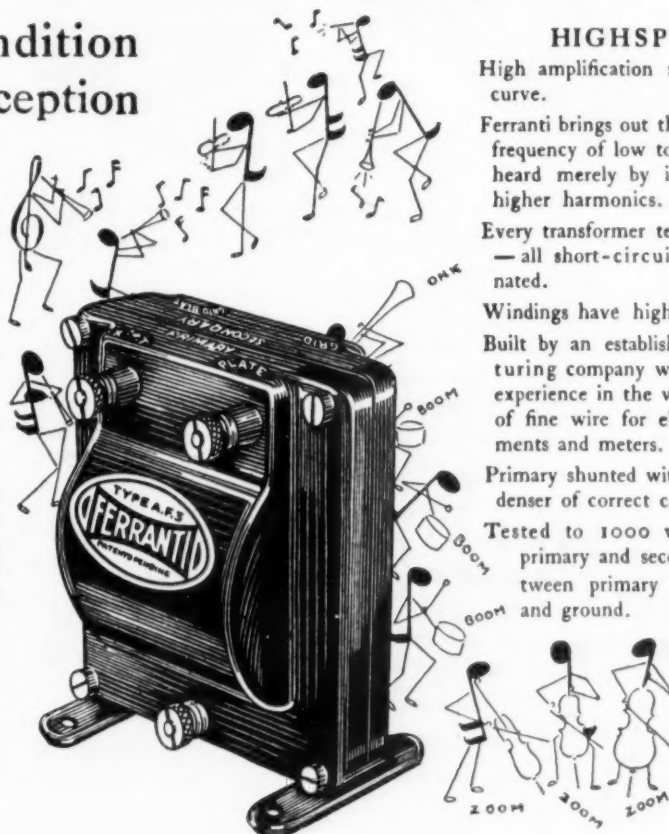 ndition
ception
HIGHSP
High amplification
curve.
Ferranti brings out th
frequency of low to
heard merely by i
higher harmonics.
Every transformer te
— all short-circui
nated.
Windings have high
Built by an establish
turing company w
experience in the v
of fine wire for e
ments and meters.
Primary shunted wit
denser of correct c
Tested to 1000 v
primary and seco
tween primary
and ground.
ONK
BOOM
BOOM
BOOM
GRID BIAS
GRID
SECONDARY
PRIMARY
PLATE
TYPE A.F.3
FERRANTI
PATENTS PENDING
ZOOM
ZOOM
ZOOM